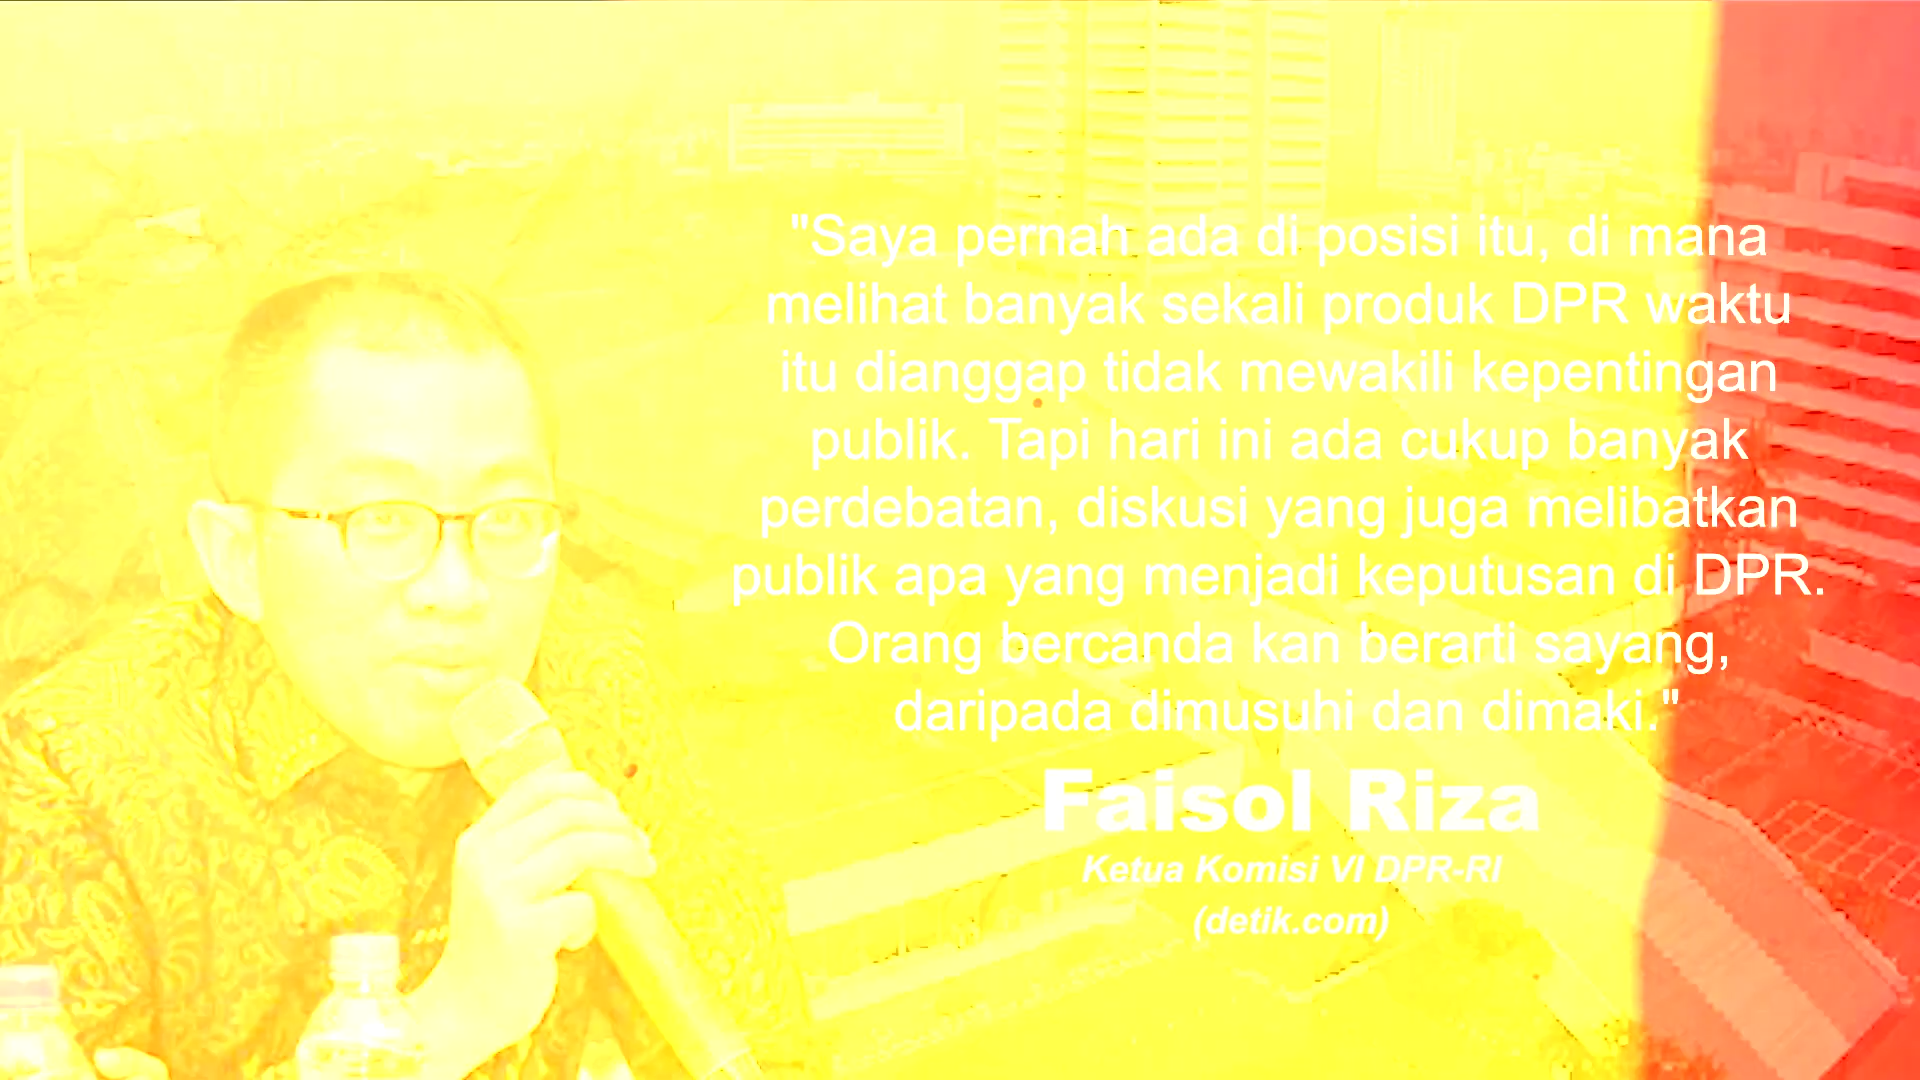 "Saya pernah ada di posisi itu, di mana
melihat banyak sekali produk DPR waktu
itu dianggap tidak mewakili kepentingan
publik. Tapi hari ini ada cukup banyak
perdebatan, diskusi yang juga melibatkan
publik apa yang menjadi keputusan di DPR.
Orang bercanda kan berarti sayang,
daripada dimusuhi dan dimaki."
Faisol Riza
Ketua Komisi VI DPR-RI
(detik.com)